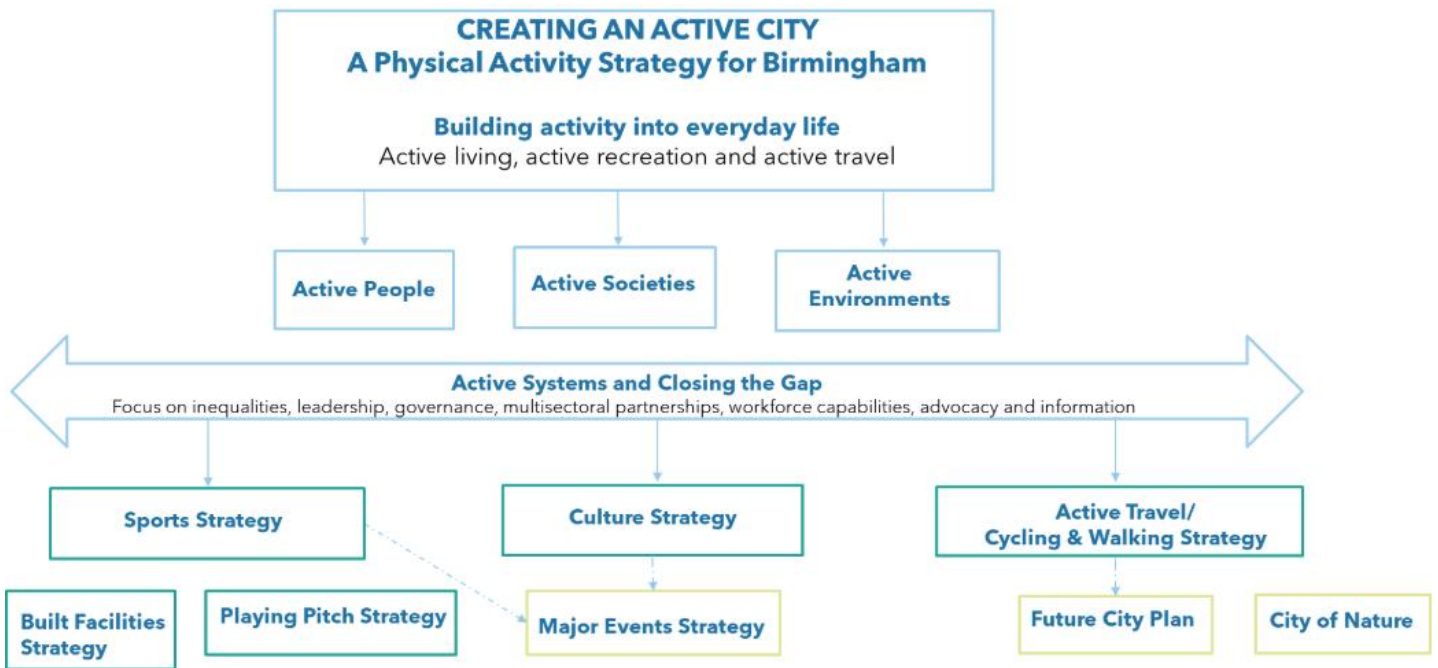 CREATING AN ACTIVE CITY
A Physical Activity Strategy for Birmingham
Building activity into everyday life
Active living, active recreation and active travel
Active People
Active Societies
Active
Environments
Active Systems and Closing the Gap
Focus on inequalities, leadership, governance, multisectoral partnerships, workforce capabilities, advocacy and information
Sports Strategy
Culture Strategy
Active Travel/
Cycling & Walking Strategy
Built Facilities
Strategy
Playing Pitch Strategy
Major Events Strategy
Future City Plan
City of Nature